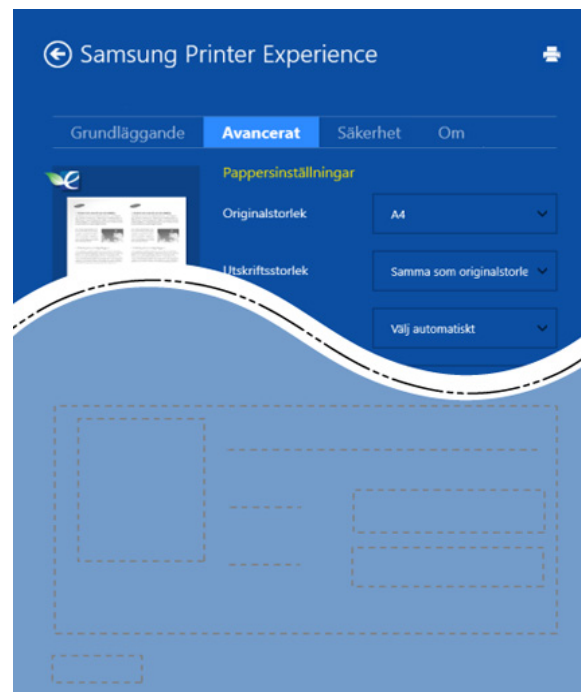 Samsung Printer Experience
Grundläggande Avancerat Säkerhet Om
Pappersinställningar
Originalstorlek A4
Utskriftsstorlek Samma som originalstorle
Välj automatiskt